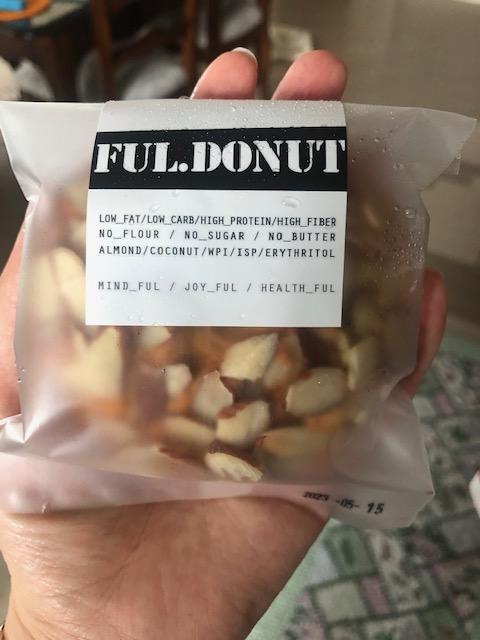 FUL.DONUT
LOW_FAT/LOW_CARB/HIGH_PROTEIN/HIGH_FIBER
NO_FLOUR / NO_SUGAR / NO_BUTTER
ALMOND/COCONUT/WPI/ISP/ERYTHRITOL
MIND_FUL / JOY_FUL / HEALTH_FUL
2023 -05- 15